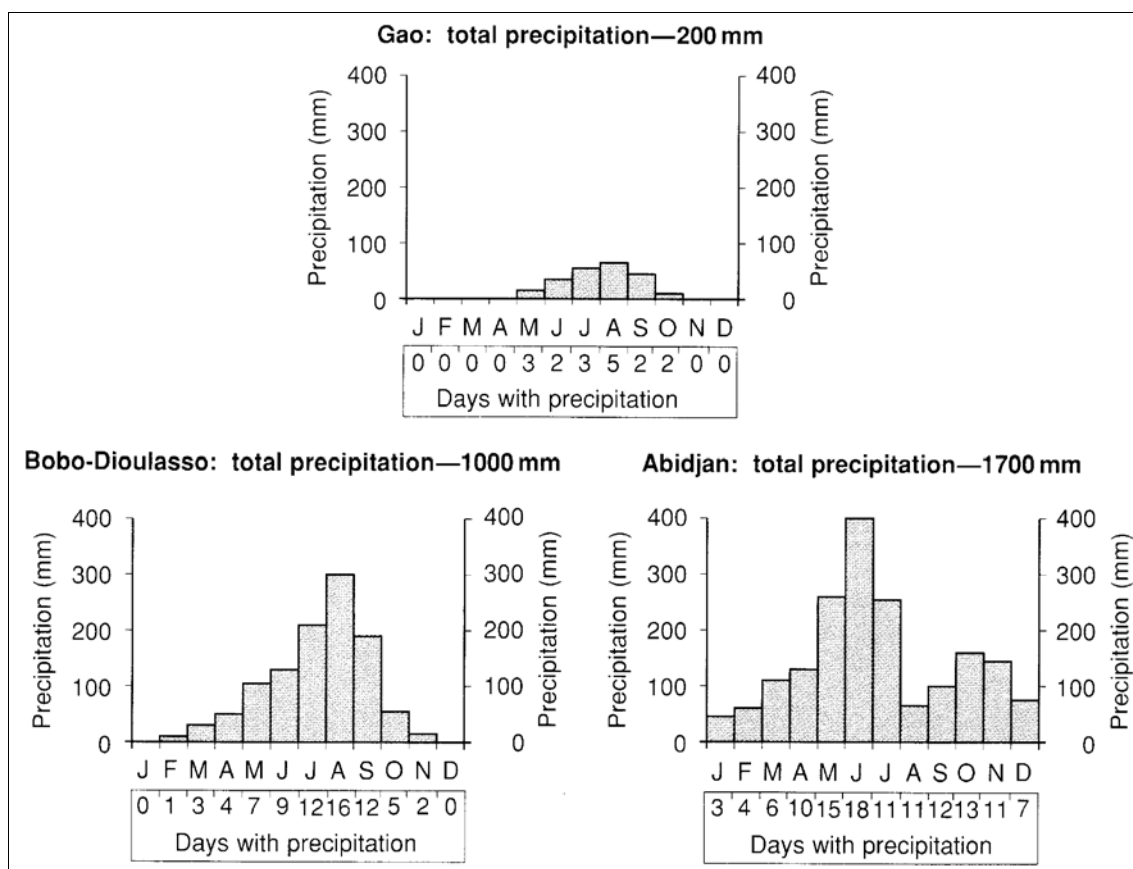 Gao: total precipitation—200 mm
Precipitation (mm)
400
300
200
100
0
400
300
200
100
0
Precipitation (mm)
J F M A M J J A S O N D
0 0 0 0 3 2 3 5 2 2 0 0
Days with precipitation
Bobo-Dioulasso: total precipitation—1000 mm
Precipitation (mm)
400
300
200
100
0
400
300
200
100
0
Precipitation (mm)
J F M A M J J A S O N D
0 1 3 4 7 9 12 16 12 5 2 0
Days with precipitation
Abidjan: total precipitation—1700 mm
Precipitation (mm)
400
300
200
100
0
400
300
200
100
0
Precipitation (mm)
J F M A M J J A S O N D
3 4 6 10 15 18 11 11 12 13 11 7
Days with precipitation